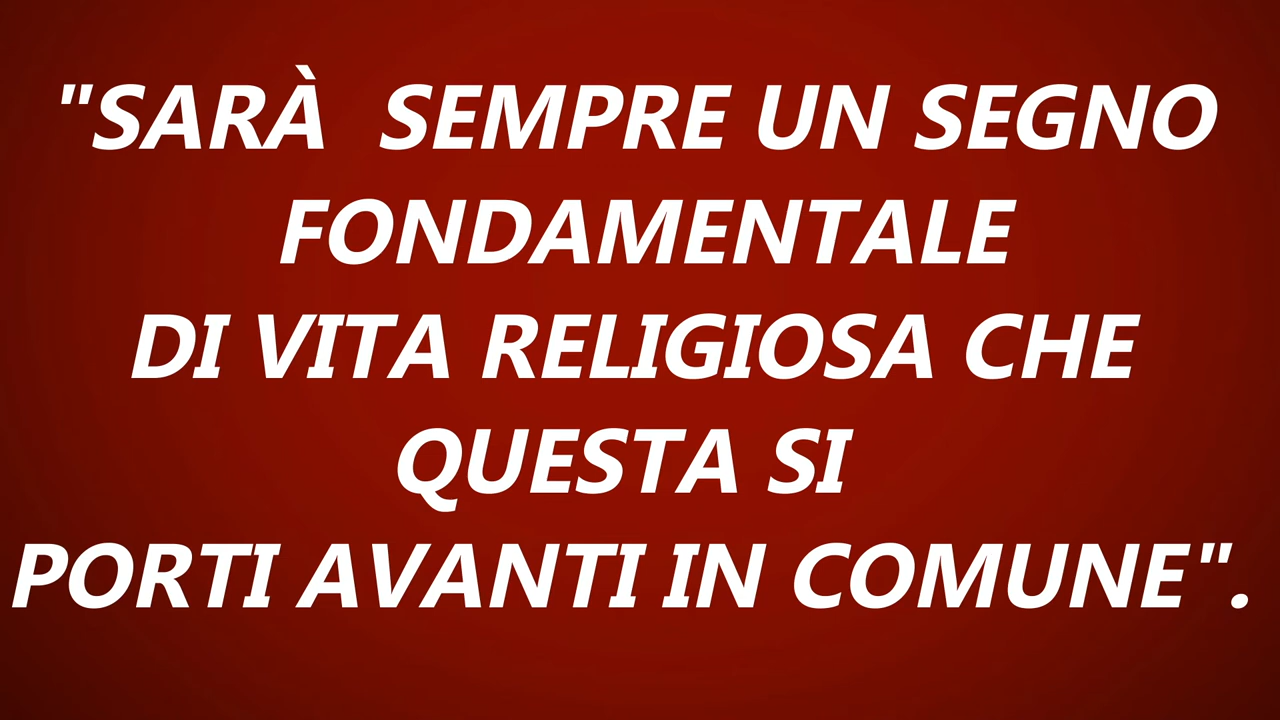 "SARÀ  SEMPRE UN SEGNO
FONDAMENTALE
DI VITA RELIGIOSA CHE
QUESTA SI
PORTI AVANTI IN COMUNE".